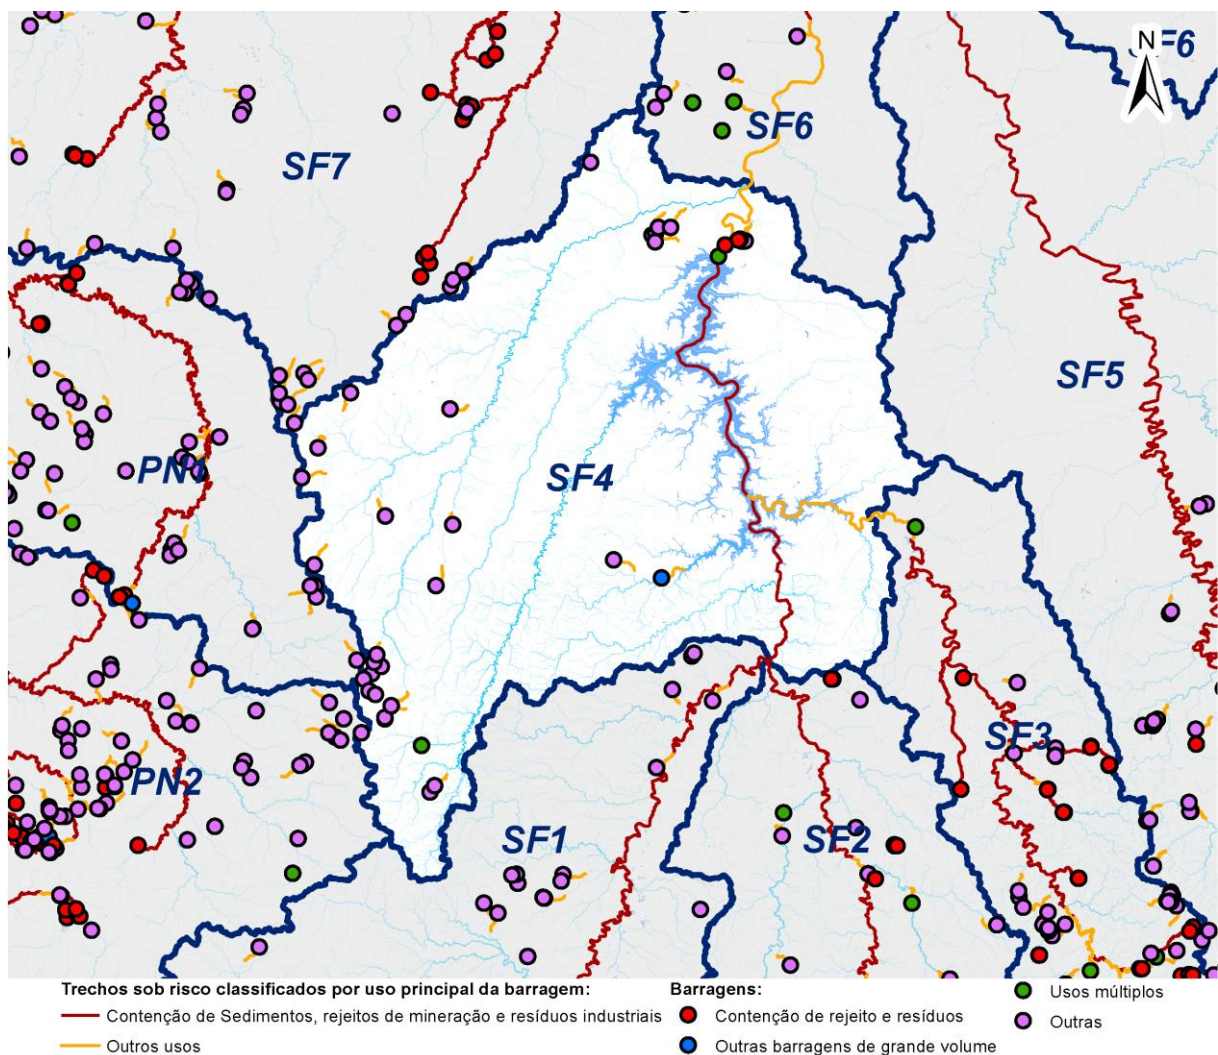 N
SF6
SF6
SF7
SF5
PN1
SF4
SF3
PN2
SF1
SF2
Trechos sob risco classificados por uso principal da barragem:
Contenção de Sedimentos, rejeitos de mineração e resíduos industriais
Outros usos
Barragens:
Contenção de rejeito e resíduos
Outras barragens de grande volume
Usos múltiplos
Outras